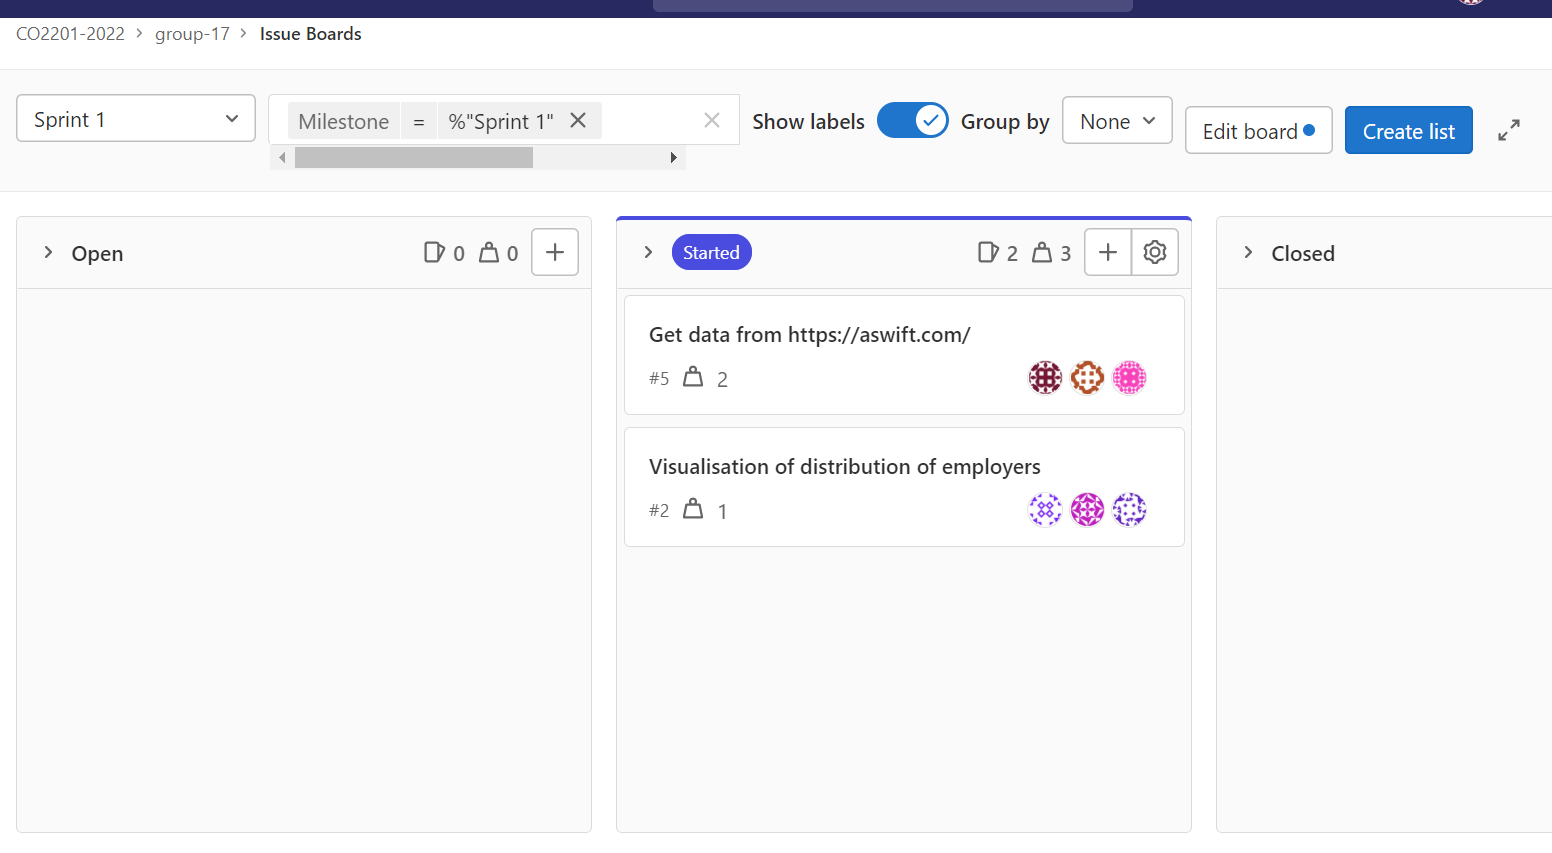 CO2201-2022 > group-17 > Issue Boards
Sprint 1 Milestone = %"Sprint 1" Show labels Group by None Edit board Create list
Open 0 0
Started 2 3
Get data from https://aswift.com/
#5 2
Visualisation of distribution of employers
#2 1
Closed